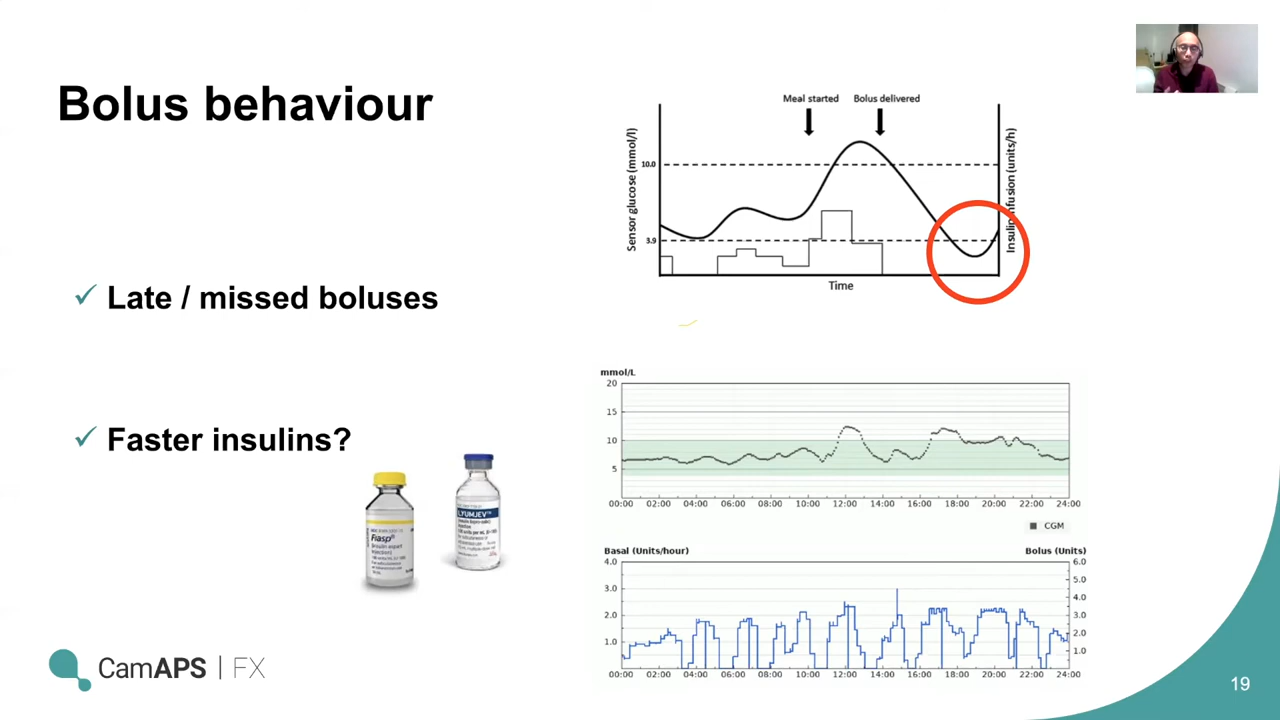 Bolus behaviour
Meal started
Bolus delivered
Sensor glucose (mmol/l)
10.0
3.9
Time
Late / missed boluses
Faster insulins?
Fiasp®
LYUMJEV™
mmol/L
20
15
10
5
00:00 02:00 04:00 06:00 08:00 10:00 12:00 14:00 16:00 18:00 20:00 22:00 24:00
CGM
Basal (Units/hour)
Bolus (Units)
4.0
3.0
2.0
1.0
6.0
5.0
4.0
3.0
2.0
1.0
00:00 02:00 04:00 06:00 08:00 10:00 12:00 14:00 16:00 18:00 20:00 22:00 24:00
CamAPS | FX
19